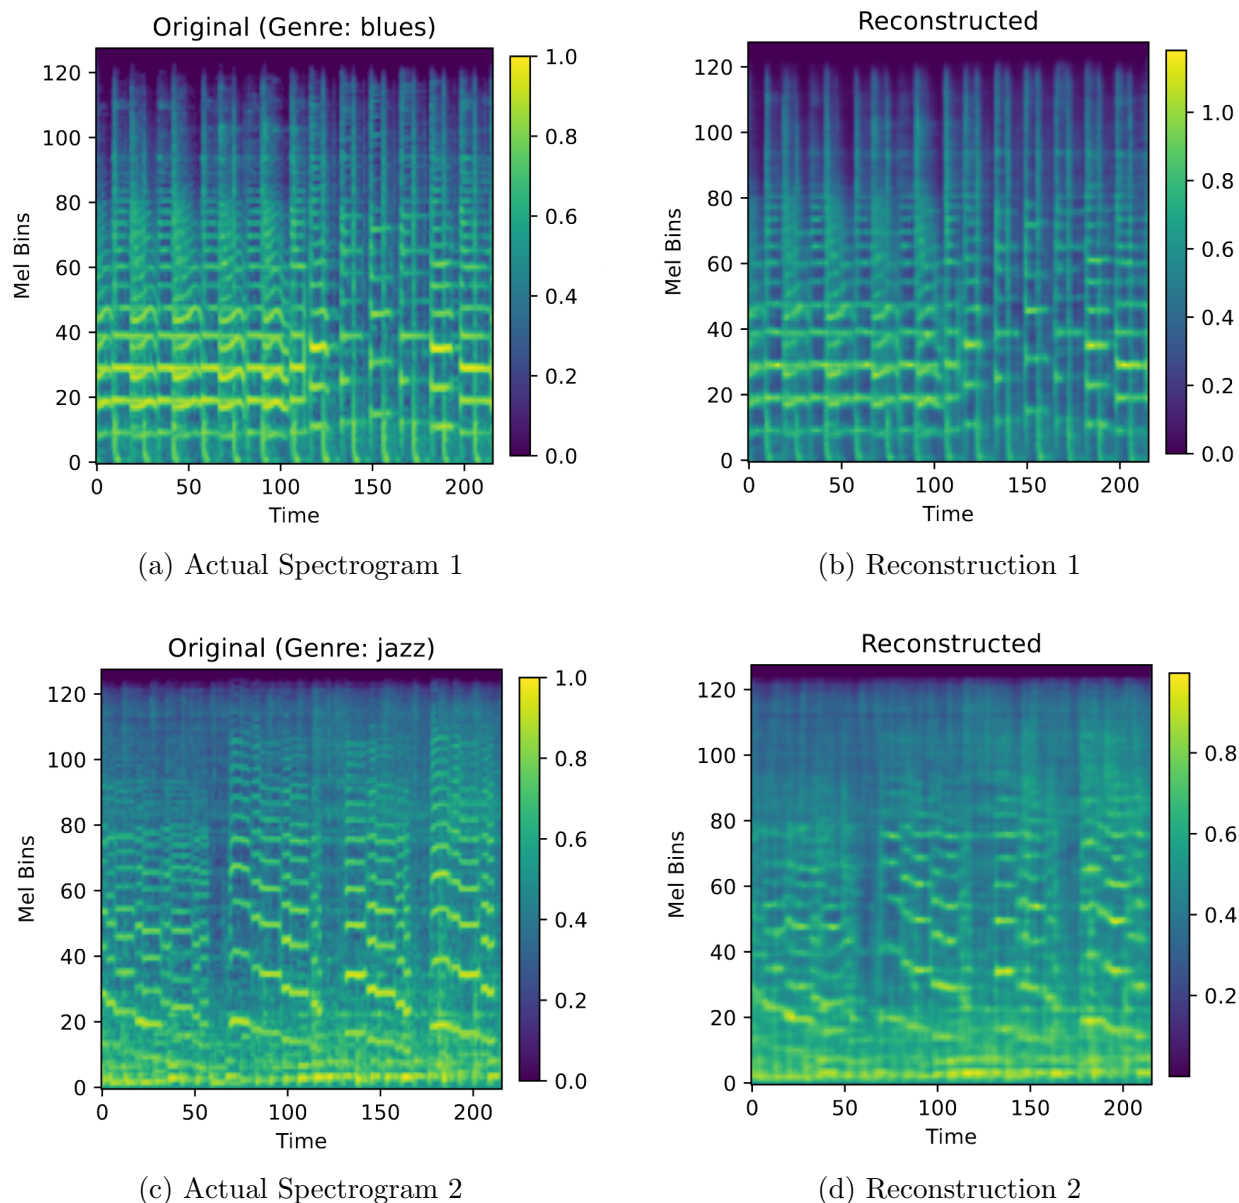 Original (Genre: blues)
120
100
80
60
40
20
0
Mel Bins
0 50 100 150 200
Time
1.0
0.8
0.6
0.4
0.2
0.0
(a) Actual Spectrogram 1
Reconstructed
120
100
80
60
40
20
0
Mel Bins
0 50 100 150 200
Time
1.0
0.8
0.6
0.4
0.2
0.0
(b) Reconstruction 1
Original (Genre: jazz)
120
100
80
60
40
20
0
Mel Bins
0 50 100 150 200
Time
1.0
0.8
0.6
0.4
0.2
0.0
(c) Actual Spectrogram 2
Reconstructed
120
100
80
60
40
20
0
Mel Bins
0 50 100 150 200
Time
0.8
0.6
0.4
0.2
(d) Reconstruction 2